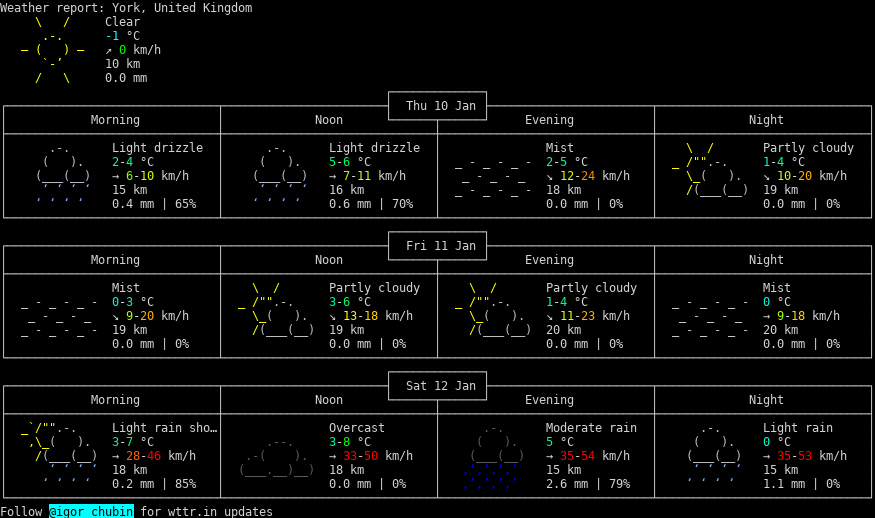 Weather report: York, United Kingdom
Clear
-1 °C
↗ 0 km/h
10 km
0.0 mm
Thu 10 Jan
Morning Noon Evening Night
Light drizzle Light drizzle Mist Partly cloudy
2-4 °C 5-6 °C 2-5 °C 1-4 °C
→ 6-10 km/h → 7-11 km/h ↘ 12-24 km/h ↘ 10-20 km/h
15 km 16 km 18 km 19 km
0.4 mm | 65% 0.6 mm | 70% 0.0 mm | 0% 0.0 mm | 0%
Fri 11 Jan
Morning Noon Evening Night
Mist Partly cloudy Partly cloudy Mist
0-3 °C 3-6 °C 1-4 °C 0 °C
↘ 9-20 km/h ↘ 13-18 km/h ↘ 11-23 km/h → 9-18 km/h
19 km 19 km 20 km 20 km
0.0 mm | 0% 0.0 mm | 0% 0.0 mm | 0% 0.0 mm | 0%
Sat 12 Jan
Morning Noon Evening Night
Light rain sho… Overcast Moderate rain Light rain
3-7 °C 3-8 °C 5 °C 0 °C
→ 28-46 km/h → 33-50 km/h → 35-54 km/h → 35-53 km/h
18 km 18 km 15 km 15 km
0.2 mm | 85% 0.0 mm | 0% 2.6 mm | 79% 1.1 mm | 0%
Follow @igor_chubin for wttr.in updates